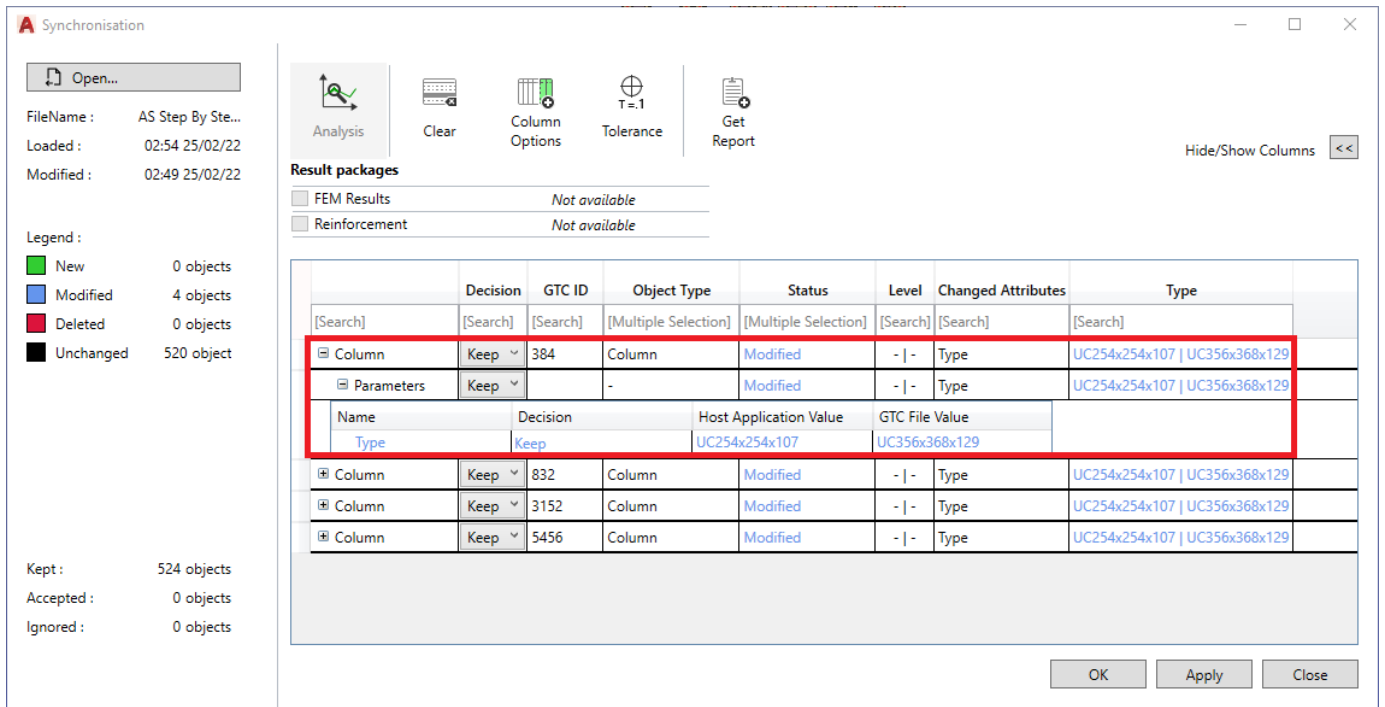 Synchronisation
Open...
FileName : AS Step By Ste...
Loaded : 02:54 25/02/22
Modified : 02:49 25/02/22
Legend :
New 0 objects
Modified 4 objects
Deleted 0 objects
Unchanged 520 object
Kept : 524 objects
Accepted : 0 objects
Ignored : 0 objects
Analysis
Clear
Column Options
T=.1
Tolerance
Get Report
Hide/Show Columns <<
Result packages
FEM Results Not available
Reinforcement Not available
Decision GTC ID Object Type Status Level Changed Attributes Type
[Search] [Search] [Search] [Multiple Selection] [Multiple Selection] [Search] [Search] [Search]
Column Keep 384 Column Modified - | - Type UC254x254x107 | UC356x368x129
Parameters Keep - Modified - | - Type UC254x254x107 | UC356x368x129
Name Decision Host Application Value GTC File Value
Type Keep UC254x254x107 UC356x368x129
Column Keep 832 Column Modified - | - Type UC254x254x107 | UC356x368x129
Column Keep 3152 Column Modified - | - Type UC254x254x107 | UC356x368x129
Column Keep 5456 Column Modified - | - Type UC254x254x107 | UC356x368x129
OK Apply Close